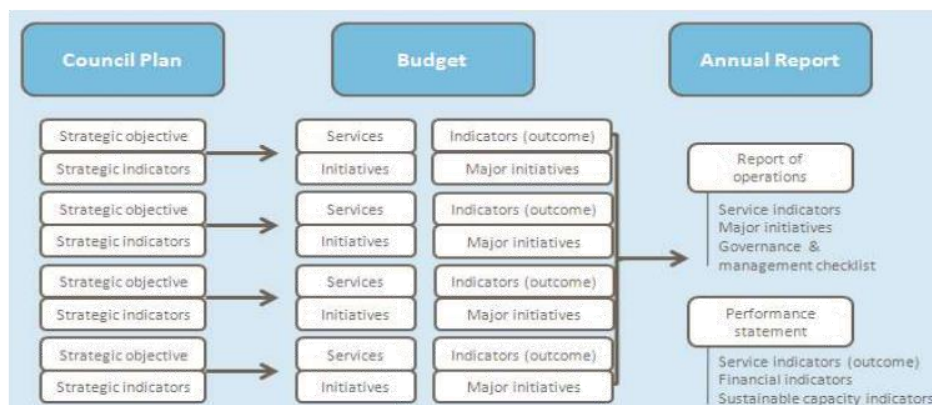 Council Plan
Budget
Annual Report
Strategic objective
Strategic indicators
Services
Initiatives
Indicators (outcome)
Major initiatives
Strategic objective
Strategic indicators
Services
Initiatives
Indicators (outcome)
Major initiatives
Strategic objective
Strategic indicators
Services
Initiatives
Indicators (outcome)
Major initiatives
Strategic objective
Strategic indicators
Services
Initiatives
Indicators (outcome)
Major initiatives
Report of
operations
Service indicators
Major initiatives
Governance &
management checklist
Performance
statement
Service indicators (outcome)
Financial indicators
Sustainable capacity indicators